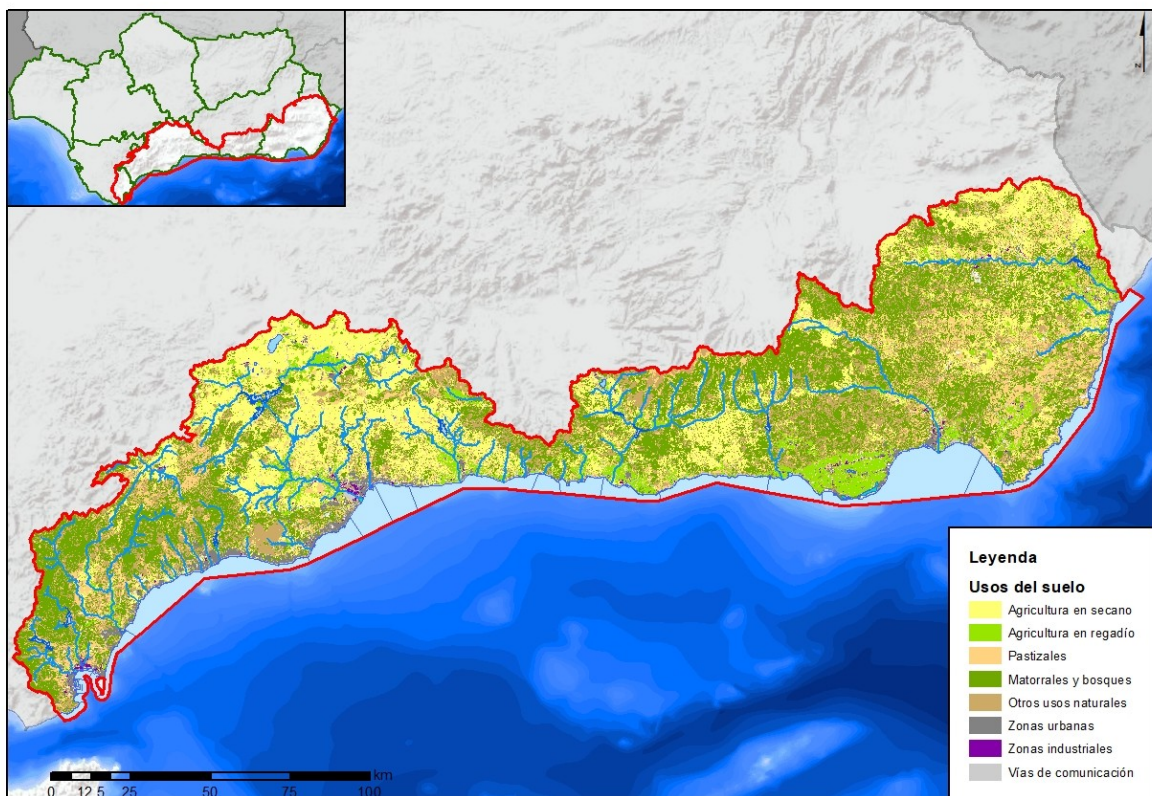 N
Leyenda
Usos del suelo
Agricultura en secano
Agricultura en regadío
Pastizales
Matorrales y bosques
Otros usos naturales
Zonas urbanas
Zonas industriales
Vías de comunicación
km
0 12,5 25 50 100